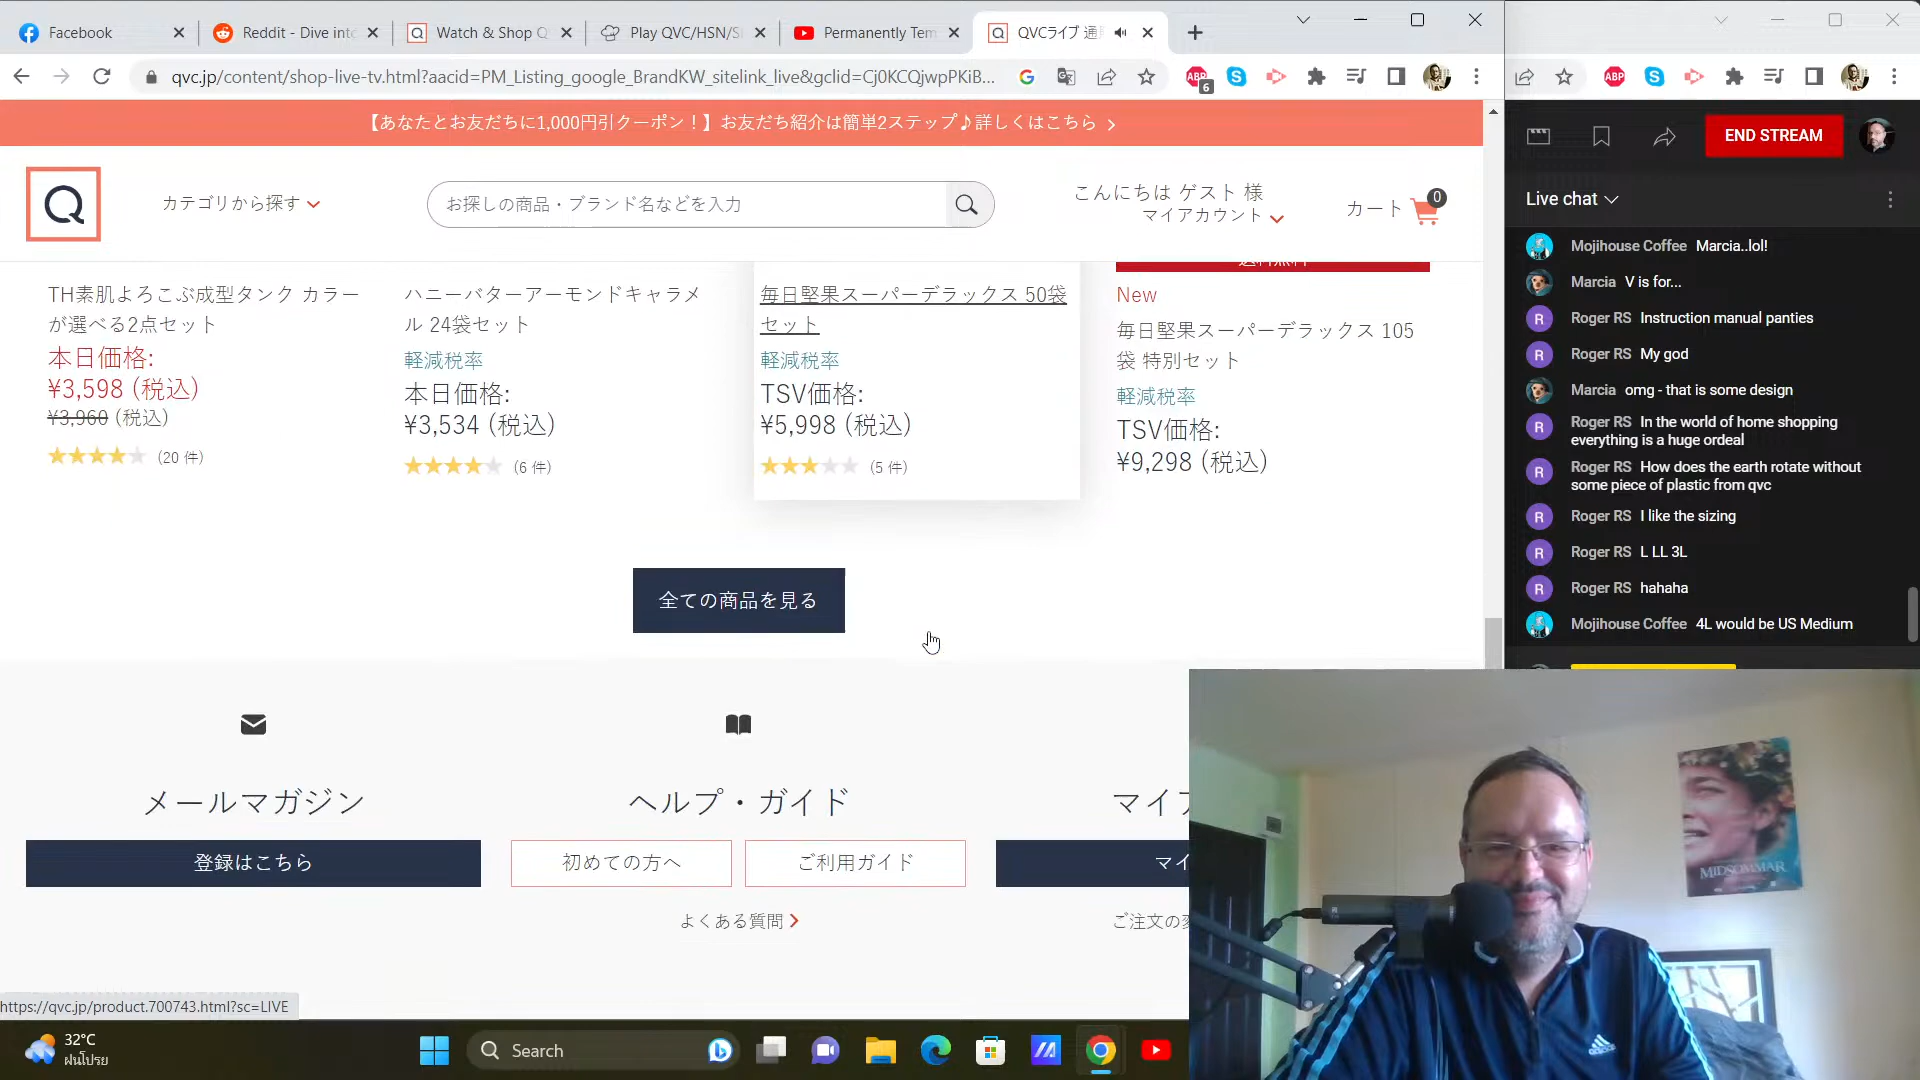 Facebook
Reddit - Dive int
Watch & Shop Q
Play QVC/HSN/S
Permanently Tem
QVCライブ 通
qvc.jp/content/shop-live-tv.html?aacid=PM_Listing_google_BrandKW_sitelink_live&gclid=Cj0KCQjwpPKiB...
ABP
6
ABP
【あなたとお友だちに1,000円引クーポン！】お友だち紹介は簡単2ステップ♪詳しくはこちら
END STREAM
Q
カテゴリから探す
お探しの商品・ブランド名などを入力
こんにちは ゲスト 様
マイアカウント
カート
0
Live chat
TH素肌よろこぶ成型タンク カラー
が選べる2点セット
本日価格:
¥3,598 (税込)
¥3,960 (税込)
(20 件)
ハニーバターアーモンドキャラメ
ル 24袋セット
軽減税率
本日価格:
¥3,534 (税込)
(6 件)
毎日堅果スーパーデラックス 50袋
セット
軽減税率
TSV価格:
¥5,998 (税込)
(5 件)
New
毎日堅果スーパーデラックス 105
袋 特別セット
軽減税率
TSV価格:
¥9,298 (税込)
全ての商品を見る
Mojihouse Coffee Marcia..lol!
Marcia V is for...
R Roger RS Instruction manual panties
R Roger RS My god
Marcia omg - that is some design
R Roger RS In the world of home shopping
everything is a huge ordeal
R Roger RS How does the earth rotate without
some piece of plastic from qvc
R Roger RS I like the sizing
R Roger RS L LL 3L
R Roger RS hahaha
Mojihouse Coffee 4L would be US Medium
メールマガジン
登録はこちら
ヘルプ・ガイド
初めての方へ
ご利用ガイド
よくある質問
マイ
ご注文の
MIDSOMMAR
adidas
https://qvc.jp/product.700743.html?sc=LIVE
32°C
ฝนโปรย
Search